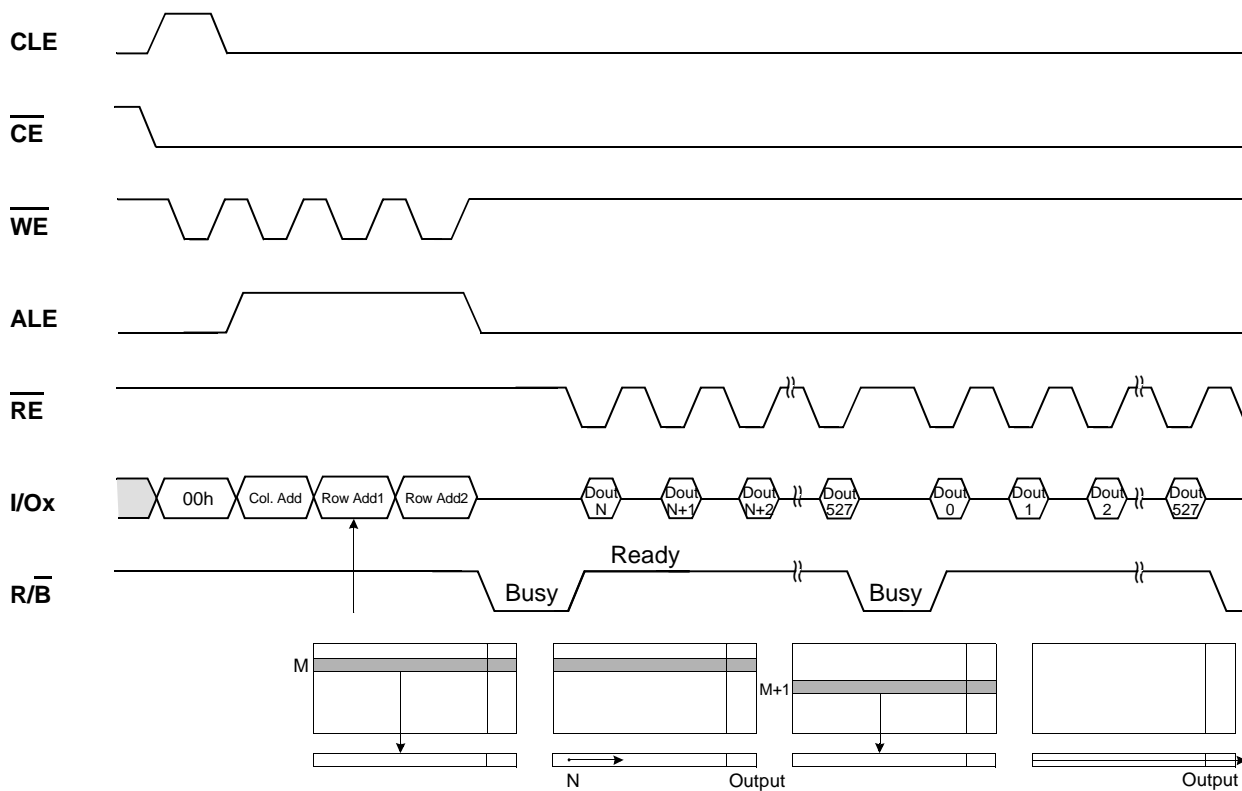 CLE
CE
WE
ALE
RE
I/Ox
00h
Col. Add
Row Add1
Row Add2
Dout
N
Dout
N+1
Dout
N+2
Dout
527
Dout
0
Dout
1
Dout
2
Dout
527
R/B
Busy
Ready
Busy
M
M+1
N
Output
Output